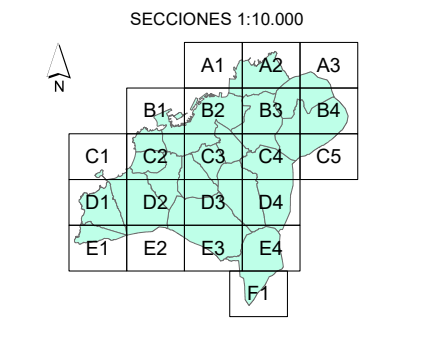 SECCIONES 1:10.000
N
A1 A2 A3
B1 B2 B3 B4
C1 C2 C3 C4 C5
D1 D2 D3 D4
E1 E2 E3 E4
F1